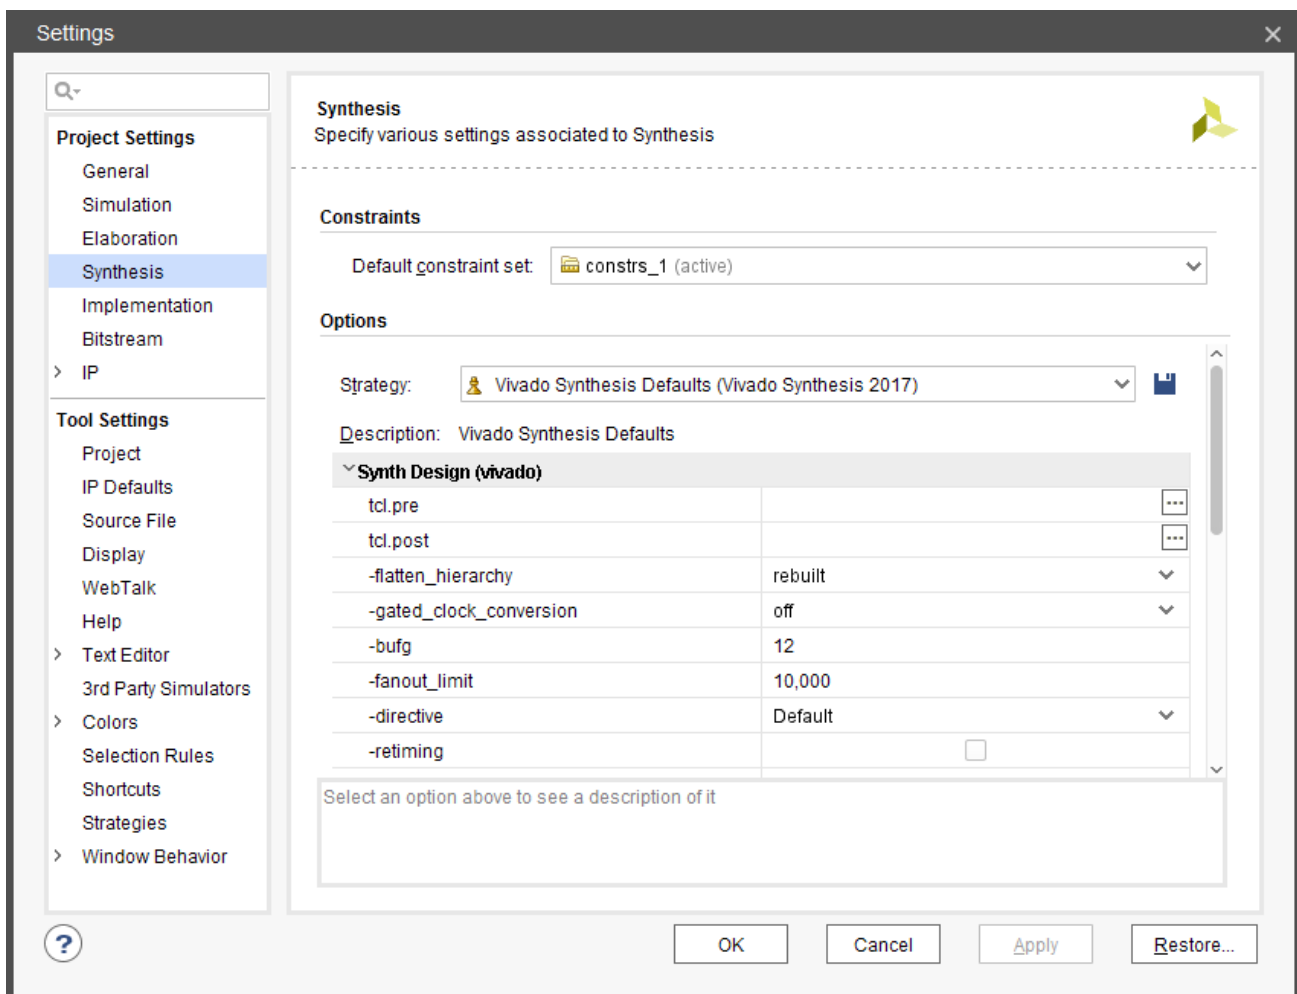 Settings
Project Settings
General
Simulation
Elaboration
Synthesis
Implementation
Bitstream
IP
Tool Settings
Project
IP Defaults
Source File
Display
WebTalk
Help
Text Editor
3rd Party Simulators
Colors
Selection Rules
Shortcuts
Strategies
Window Behavior
Synthesis
Specify various settings associated to Synthesis
Constraints
Default constraint set: constrs_1 (active)
Options
Strategy: Vivado Synthesis Defaults (Vivado Synthesis 2017)
Description: Vivado Synthesis Defaults
Synth Design (vivado)
tcl.pre ...
tcl.post ...
-flatten_hierarchy rebuilt
-gated_clock_conversion off
-bufg 12
-fanout_limit 10,000
-directive Default
-retiming
Select an option above to see a description of it
? OK Cancel Apply Restore...